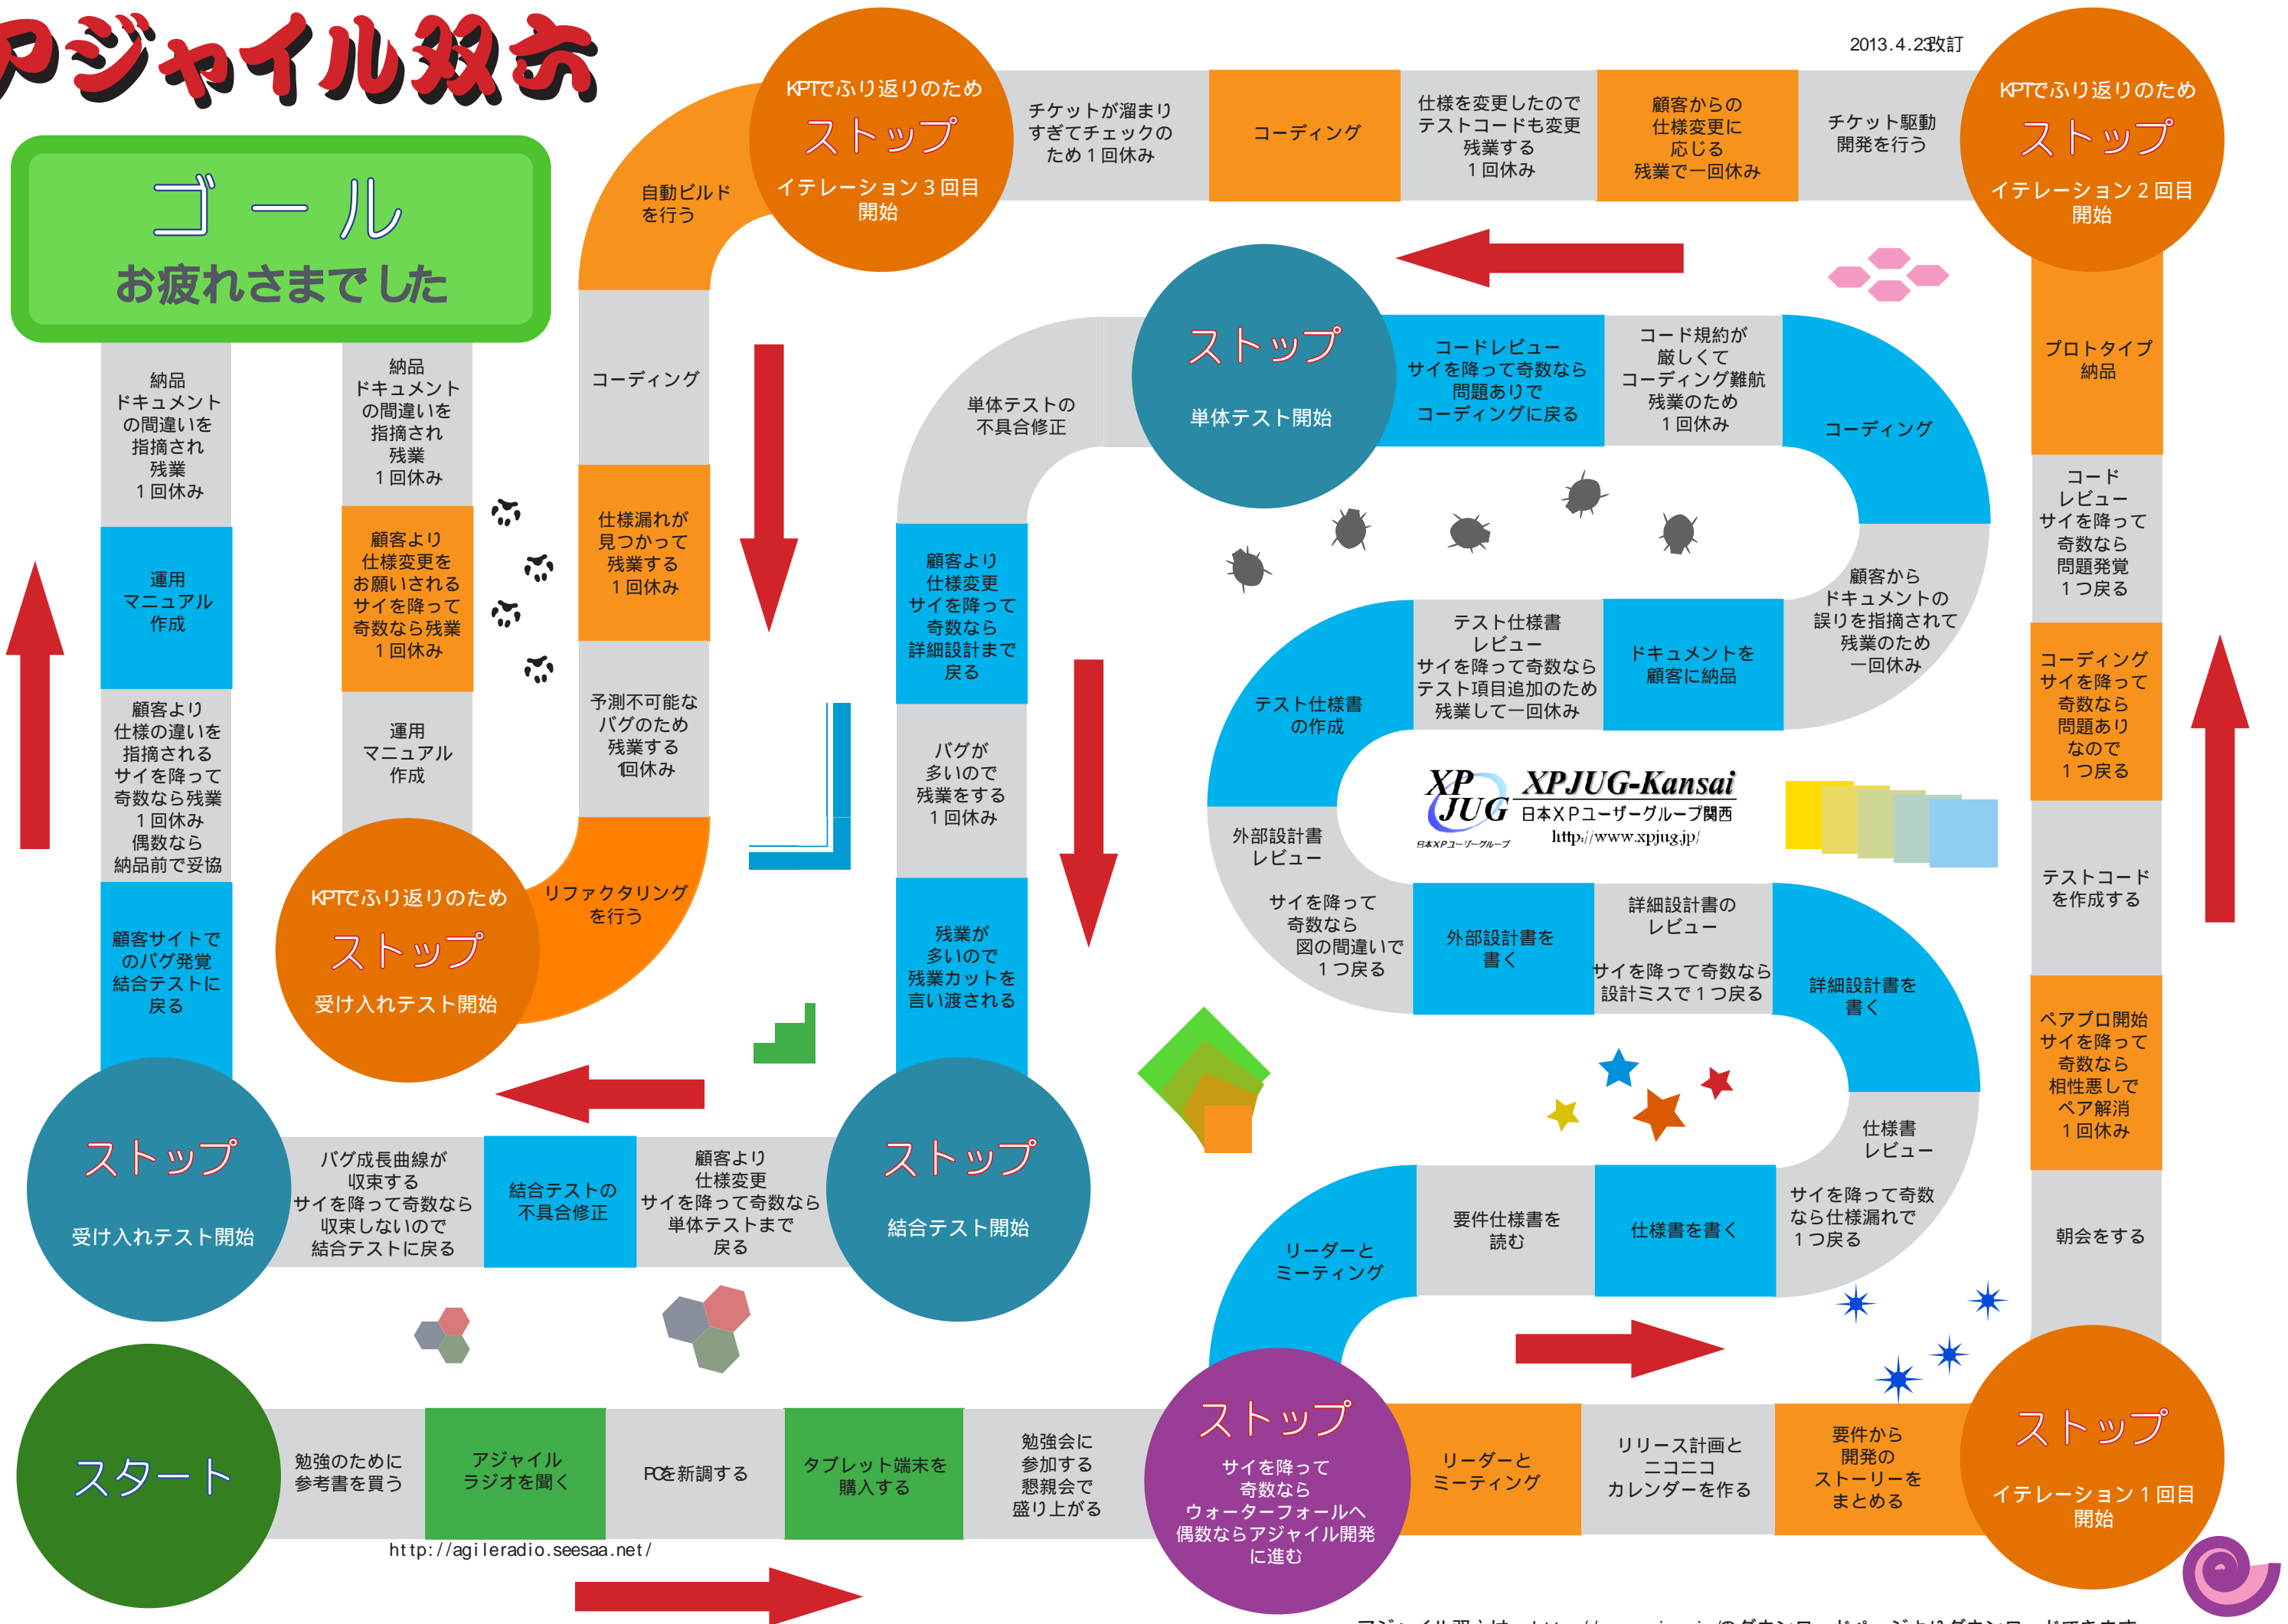 アジャイル双六
2013.4.23改訂
ゴール
お疲れさまでした
スタート
勉強のために
参考書を買う
アジャイル
ラジオを聞く
PCを新調する
タブレット端末を
購入する
勉強会に
参加する
懇親会で
盛り上がる
http://agileradio.seesaa.net/
ストップ
サイを降って
奇数なら
ウォーターフォールへ
偶数ならアジャイル開発
に進む
リーダーと
ミーティング
リリース計画と
ニコニコ
カレンダーを作る
要件から
開発の
ストーリーを
まとめる
ストップ
イテレーション1回目
開始
朝会をする
ペアプロ開始
サイを降って
奇数なら
相性悪しで
ペア解消
1回休み
テストコード
を作成する
コーディング
サイを降って
奇数なら
問題あり
なので
1つ戻る
コード
レビュー
サイを降って
奇数なら
問題発覚
1つ戻る
プロトタイプ
納品
KPTでふり返りのため
ストップ
イテレーション2回目
開始
チケット駆動
開発を行う
顧客からの
仕様変更に
応じる
残業で一回休み
仕様を変更したので
テストコードも変更
残業する
1回休み
コーディング
チケットが溜まり
すぎてチェックの
ため1回休み
KPTでふり返りのため
ストップ
イテレーション3回目
開始
自動ビルド
を行う
コーディング
仕様漏れが
見つかって
残業する
1回休み
予測不可能な
バグのため
残業する
1回休み
リファクタリング
を行う
KPTでふり返りのため
ストップ
受け入れテスト開始
運用
マニュアル
作成
顧客より
仕様変更を
お願いされる
サイを降って
奇数なら残業
1回休み
納品
ドキュメント
の間違いを
指摘され
残業
1回休み
リーダーと
ミーティング
要件仕様書を
読む
仕様書を書く
仕様書
レビュー
サイを降って奇数
なら仕様漏れで
1つ戻る
詳細設計書を
書く
詳細設計書の
レビュー
サイを降って奇数なら
設計ミスで1つ戻る
外部設計書を
書く
外部設計書
レビュー
サイを降って
奇数なら
図の間違いで
1つ戻る
テスト仕様書
の作成
テスト仕様書
レビュー
サイを降って奇数なら
テスト項目追加のため
残業して一回休み
ドキュメントを
顧客に納品
顧客から
ドキュメントの
誤りを指摘されて
残業のため
一回休み
コーディング
コード規約が
厳しくて
コーディング難航
残業のため
1回休み
コードレビュー
サイを降って奇数なら
問題ありで
コーディングに戻る
ストップ
単体テスト開始
単体テストの
不具合修正
顧客より
仕様変更
サイを降って
奇数なら
詳細設計まで
戻る
バグが
多いので
残業をする
1回休み
残業が
多いので
残業カットを
言い渡される
ストップ
結合テスト開始
顧客より
仕様変更
サイを降って奇数なら
単体テストまで
戻る
結合テストの
不具合修正
バグ成長曲線が
収束する
サイを降って奇数なら
収束しないので
結合テストに戻る
ストップ
受け入れテスト開始
顧客サイトで
のバグ発覚
結合テストに
戻る
顧客より
仕様の違いを
指摘される
サイを降って
奇数なら残業
1回休み
偶数なら
納品前で妥協
運用
マニュアル
作成
納品
ドキュメント
の間違いを
指摘され
残業
1回休み
XP
JUG
日本XPユーザーグループ
XPJUG-Kansai
日本XPユーザーグループ関西
http://www.xpjug.jp/